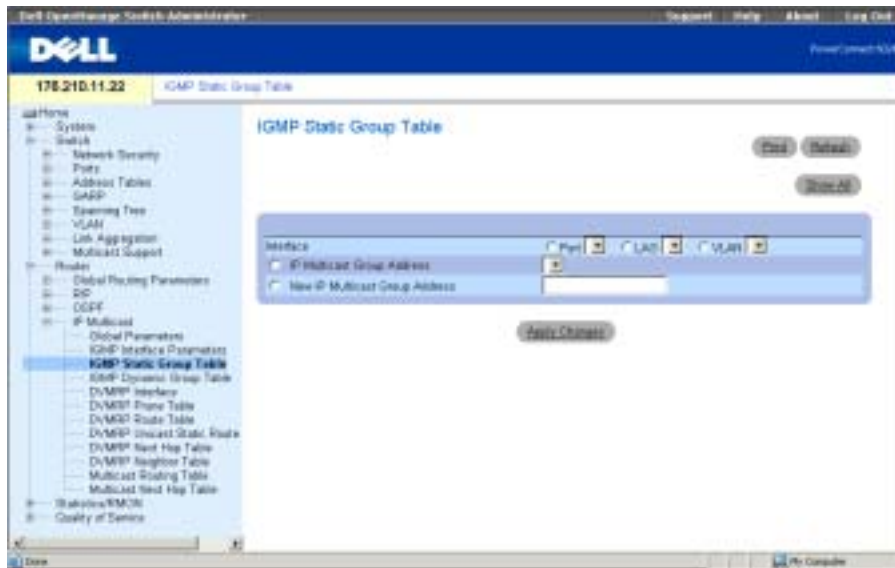 Dell OpenManage Switch Administrator Support Help About Log Out
DELL
PowerConnect
176.210.11.22 IGMP Static Group Table
Home
System
Switch
Network Security
Ports
Address Tables
GARP
Spanning Tree
VLAN
Link Aggregation
Multicast Support
Router
Global Routing Parameters
RIP
OSPF
IP Multicast
Global Parameters
IGMP Interface Parameters
IGMP Static Group Table
IGMP Dynamic Group Table
DVMRP Interface
DVMRP Prune Table
DVMRP Route Table
DVMRP Unicast Static Route
DVMRP Next Hop Table
DVMRP Neighbor Table
Multicast Routing Table
Multicast Next Hop Table
Statistics/RMON
Quality of Service
IGMP Static Group Table
Print Refresh
Show All
Interface Port LAG VLAN
IP Multicast Group Address
New IP Multicast Group Address
Apply Changes
Done My Computer